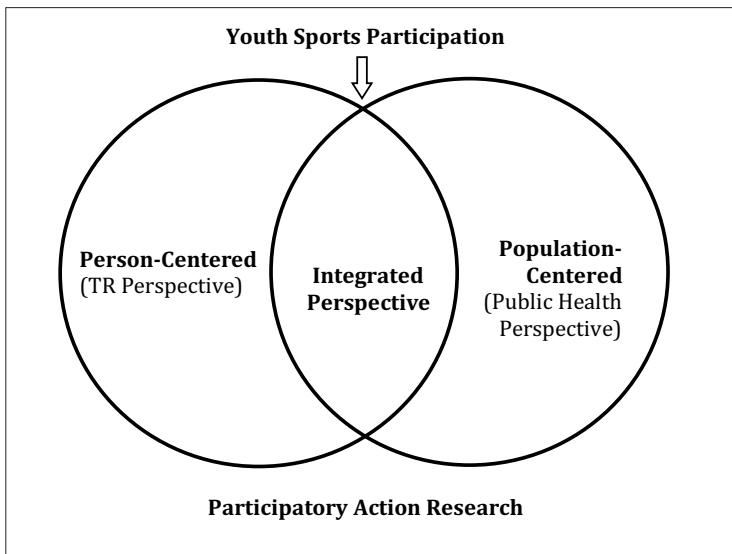 Youth Sports Participation
Person-Centered
(TR Perspective)
Integrated
Perspective
Population-
Centered
(Public Health
Perspective)
Participatory Action Research